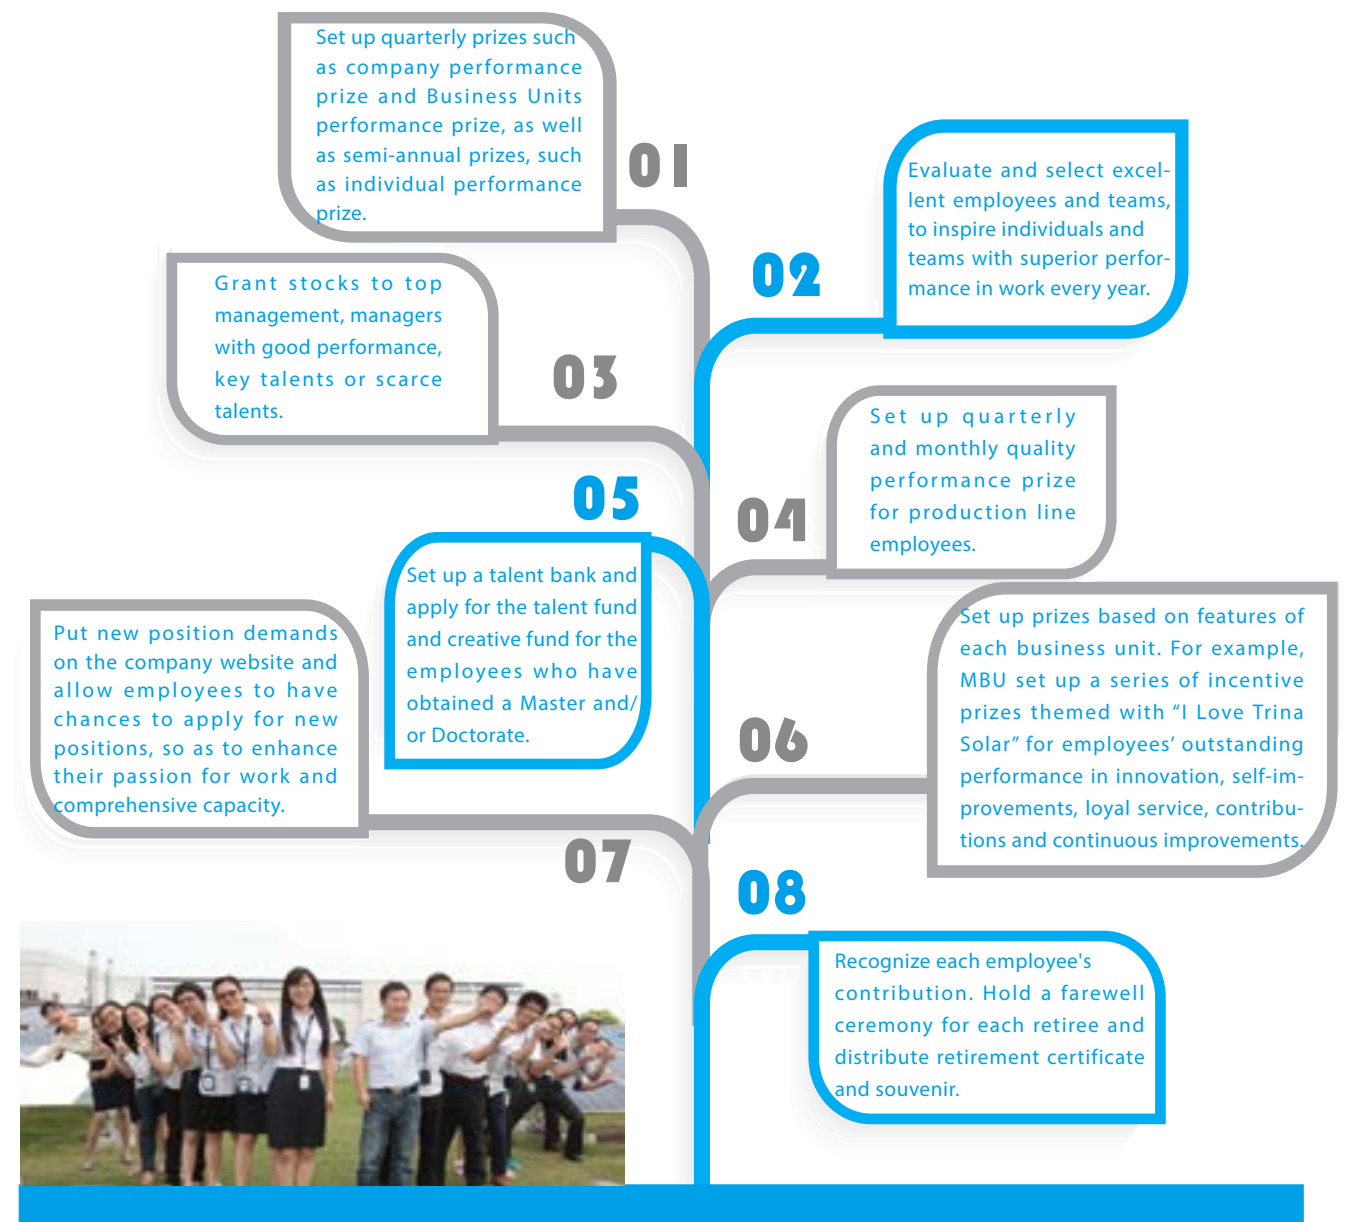 Set up quarterly prizes such
as company performance
prize and Business Units
performance prize, as well
as semi-annual prizes, such
as individual performance
prize.
01
02
Evaluate and select excel-
lent employees and teams,
to inspire individuals and
teams with superior perfor-
mance in work every year.
Grant stocks to top
management, managers
with good performance,
key talents or scarce
talents.
03
04
Set up quarterly
and monthly quality
performance prize
for production line
employees.
05
Set up a talent bank and
apply for the talent fund
and creative fund for the
employees who have
obtained a Master and/
or Doctorate.
06
Set up prizes based on features of
each business unit. For example,
MBU set up a series of incentive
prizes themed with “I Love Trina
Solar” for employees’ outstanding
performance in innovation, self-im-
provements, loyal service, contribu-
tions and continuous improvements.
Put new position demands
on the company website and
allow employees to have
chances to apply for new
positions, so as to enhance
their passion for work and
comprehensive capacity.
07
08
Recognize each employee's
contribution. Hold a farewell
ceremony for each retiree and
distribute retirement certificate
and souvenir.